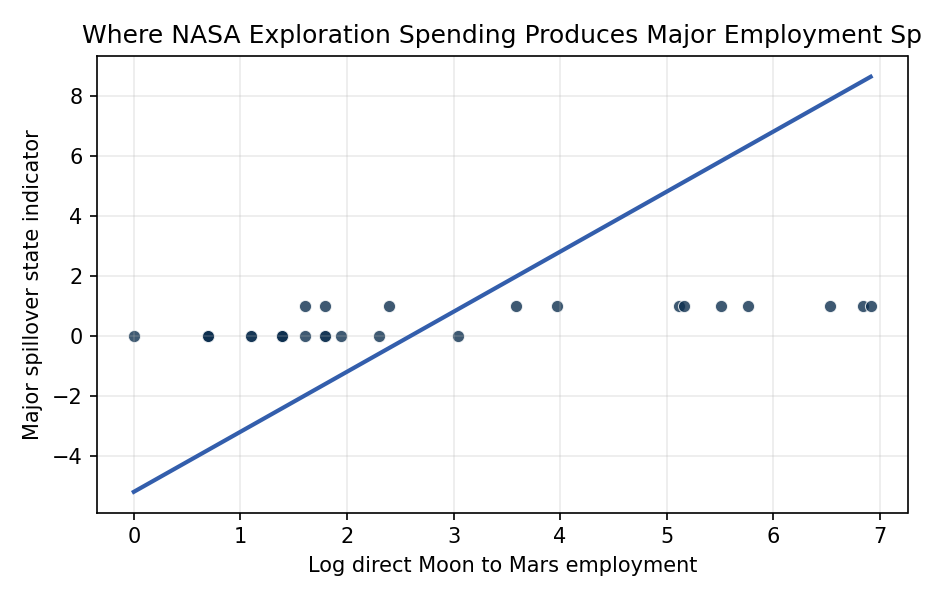 Where NASA Exploration Spending Produces Major Employment Sp
Major spillover state indicator
8
6
4
2
0
−2
−4
0 1 2 3 4 5 6 7
Log direct Moon to Mars employment